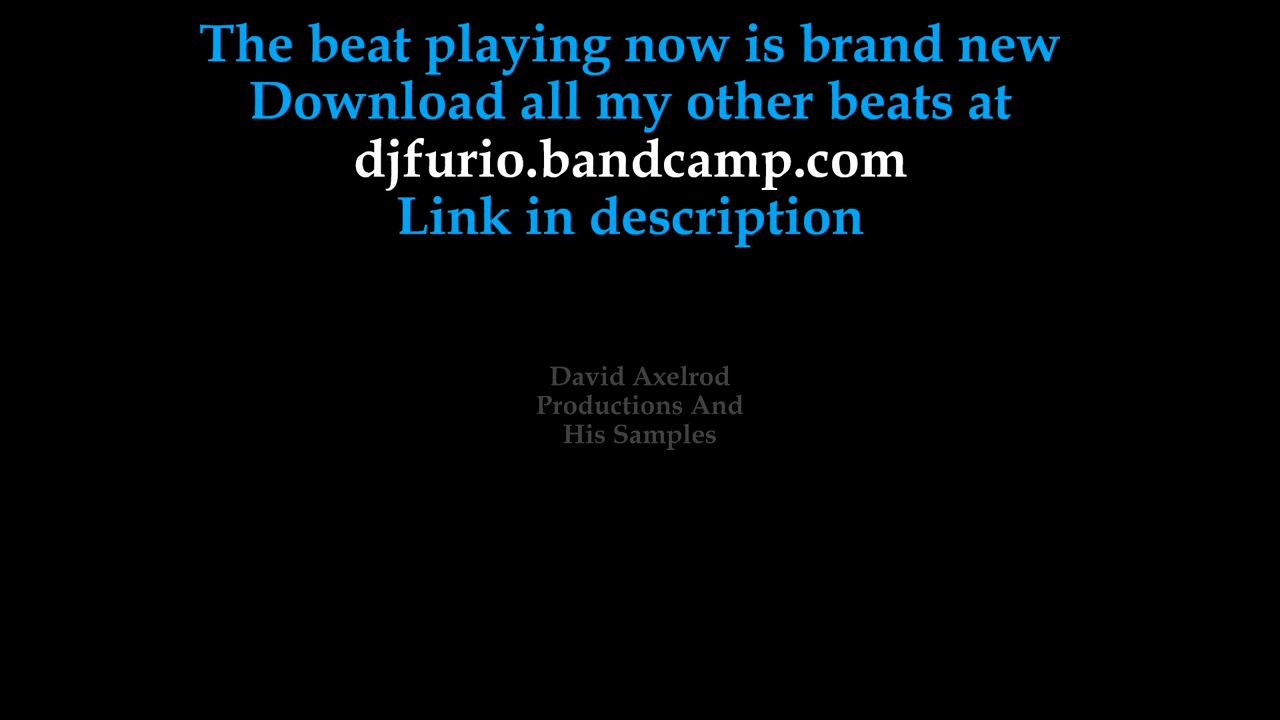 The beat playing now is brand new
Download all my other beats at
djfurio.bandcamp.com
Link in description
David Axelrod
Productions And
His Samples